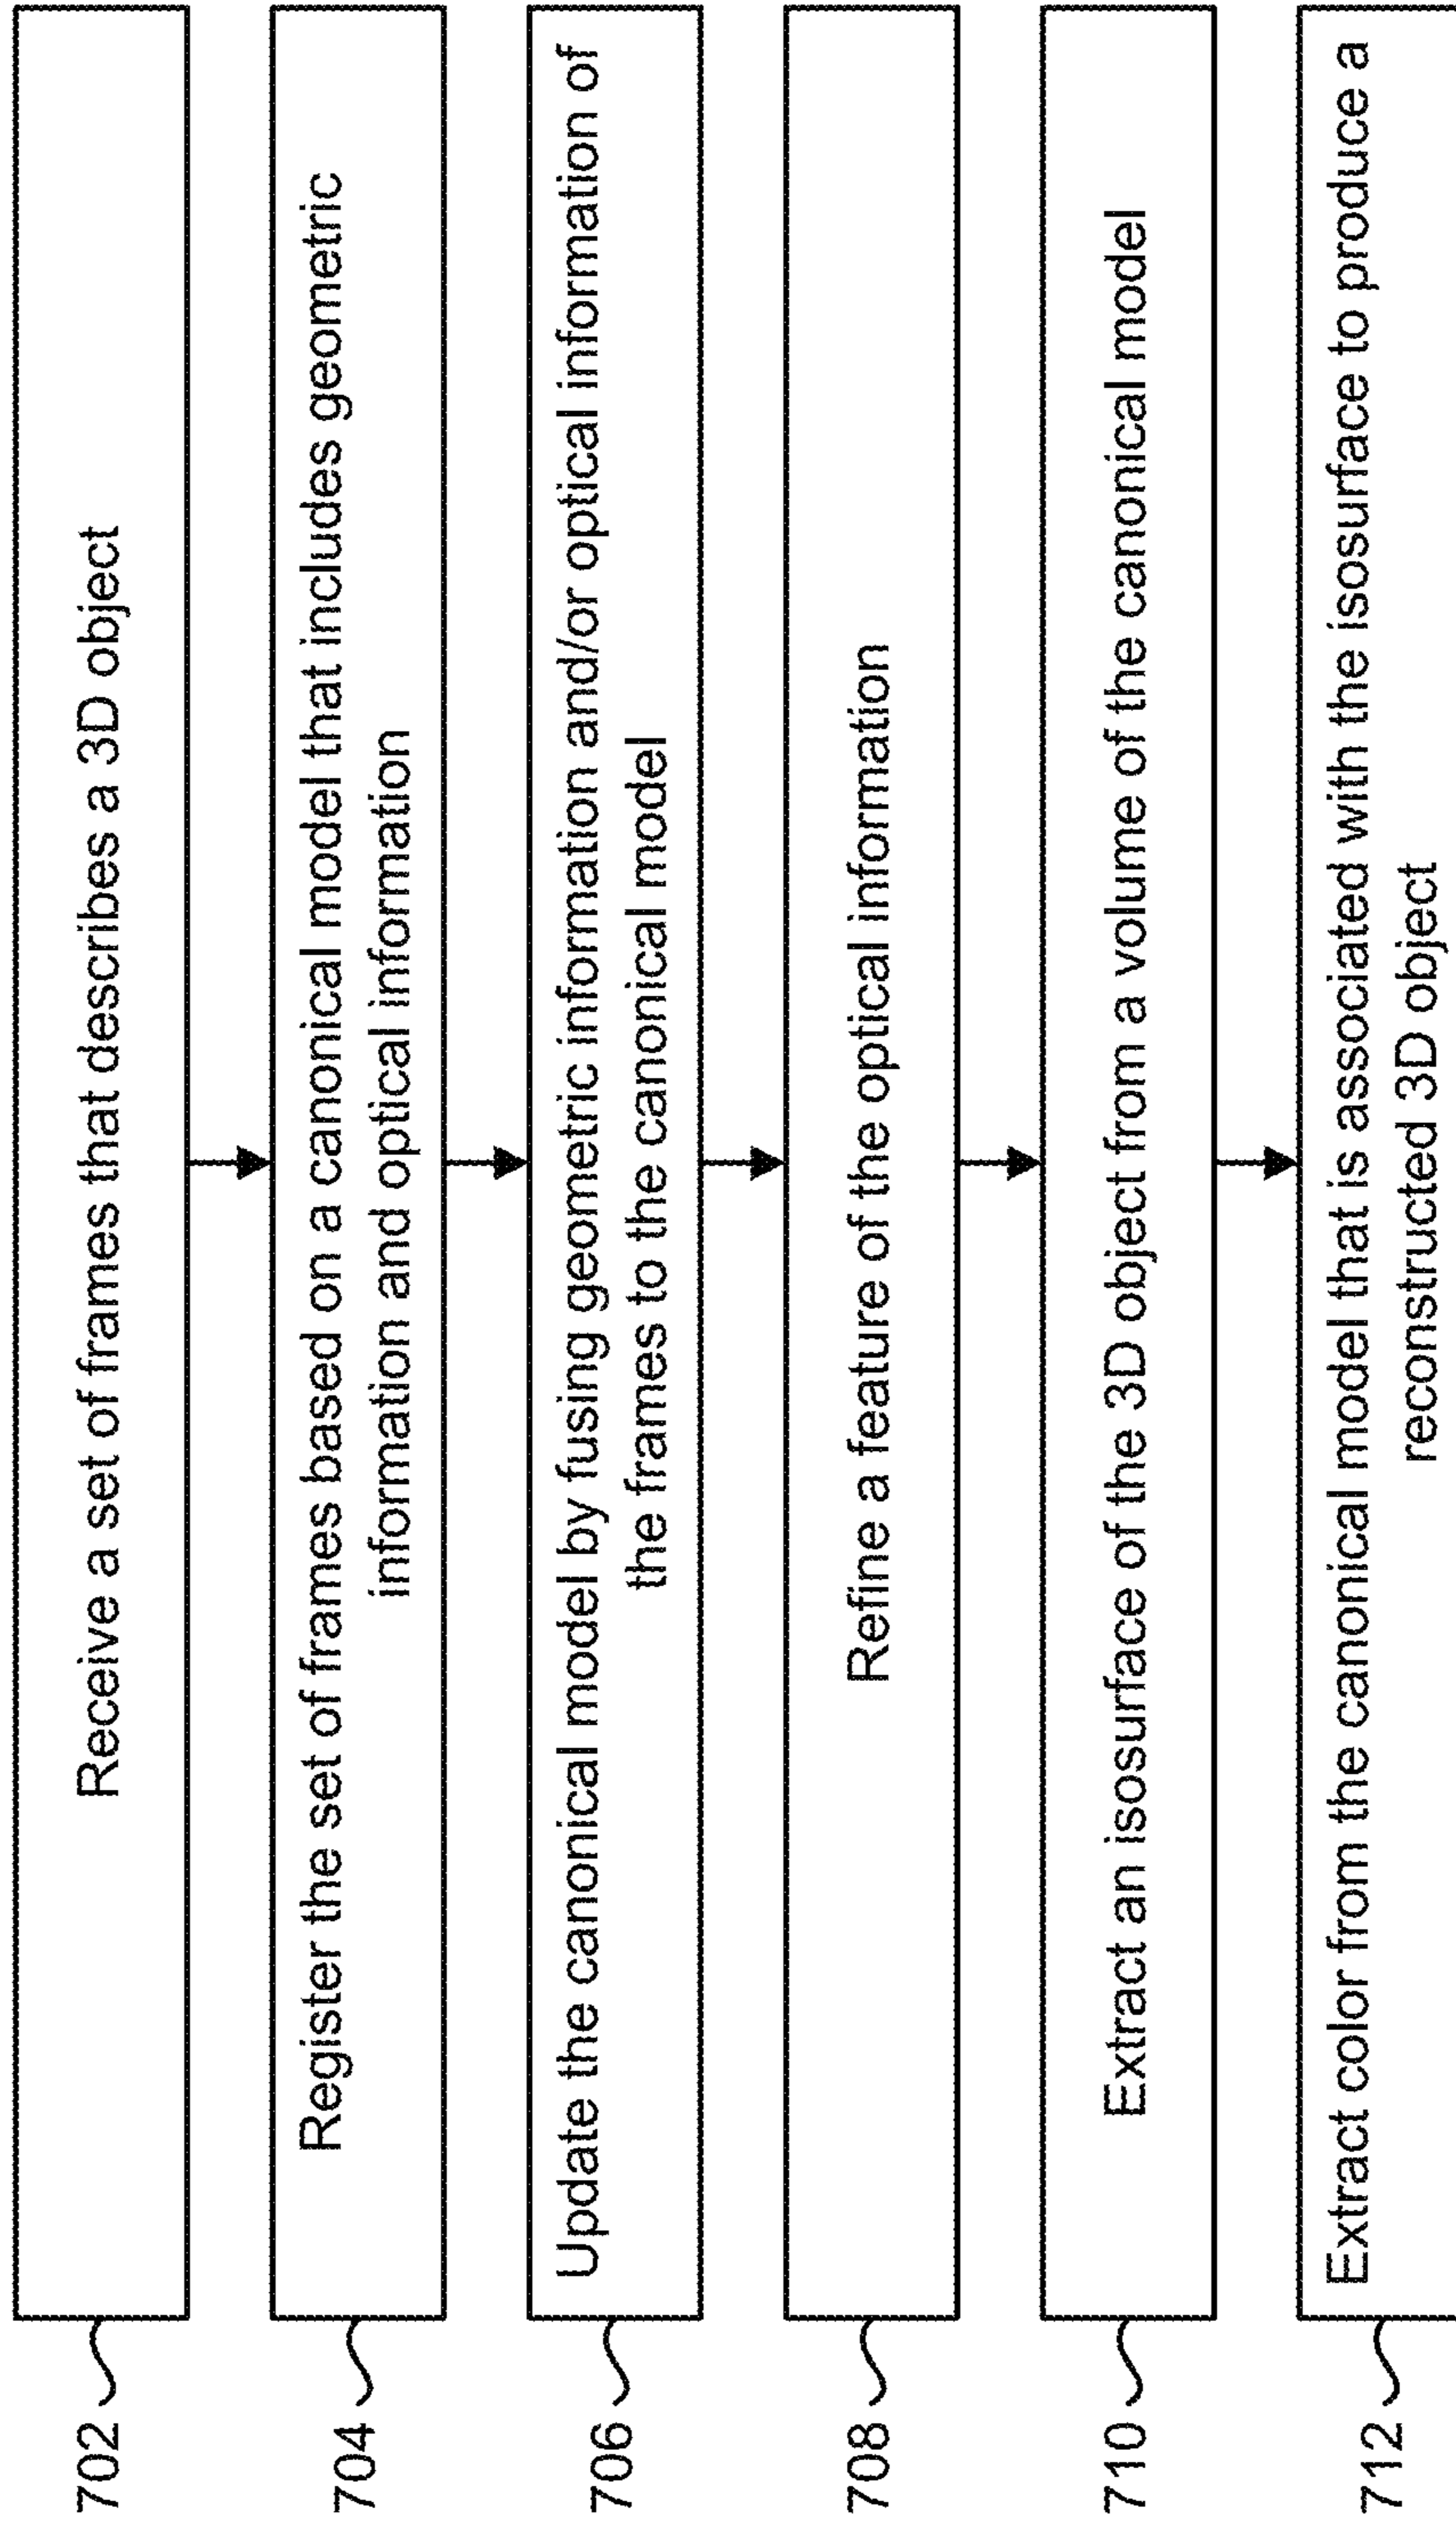 702
Receive a set of frames that describes a 3D object
704
Register the set of frames based on a canonical model that includes geometric
information and optical information
706
Update the canonical model by fusing geometric information and/or optical information of
the frames to the canonical model
708
Refine a feature of the optical information
710
Extract an isosurface of the 3D object from a volume of the canonical model
712
Extract color from the canonical model that is associated with the isosurface to produce a
reconstructed 3D object